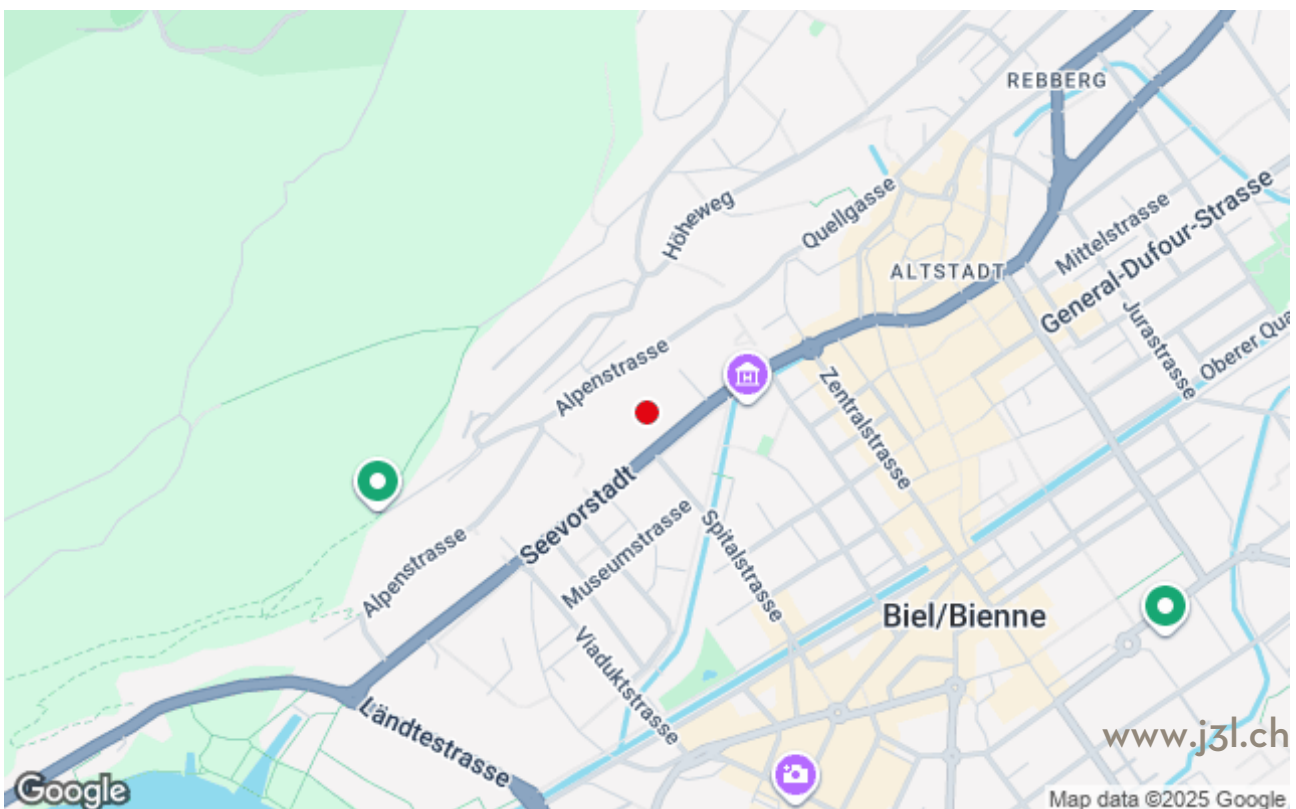 REBBERG
Höheweg
Quellgasse
Mittelstrasse
General-Dufour-Strasse
ALTSTADT
Jurastrasse
Oberer Qua
Alpenstrasse
Zentralstrasse
Seevorstadt
Museumstrasse
Spitalstrasse
Alpenstrasse
Biel/Bienne
Viaduktstrasse
Ländtestrasse
www.j3l.ch
Google
Map data ©2025 Google